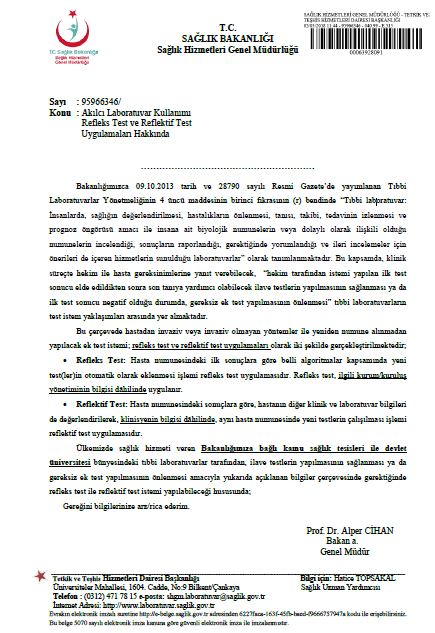 SAĞLIK HİZMETLERİ GENEL MÜDÜRLÜĞÜ - TETKİK VE
TEŞHİS HİZMETLERİ DAİRESİ BAŞKANLIĞI
00063928091
T.C. Sağlık Bakanlığı
Sağlık Hizmetleri
Genel Müdürlüğü
T.C.
SAĞLIK BAKANLIĞI
Sağlık Hizmetleri Genel Müdürlüğü
Sayı : 95966346/
Konu : Akılcı Laboratuvar Kullanımı
Refleks Test ve Reflektif Test
Uygulamaları Hakkında
Bakanlığımızca 09.10.2013 tarih ve 28790 sayılı Resmi Gazete’de yayımlanan Tıbbi
Laboratuvarlar Yönetmeliğinin 4 üncü maddesinin birinci fıkrasının (r) bendinde “Tıbbi laboratuvar:
İnsanlarda, sağlığın değerlendirilmesi, hastalıkların önlenmesi, tanısı, takibi, tedavinin izlenmesi ve
prognoz öngörüsü amacı ile insana ait biyolojik numunelerin veya dolaylı olarak ilişkili olduğu
numunelerin incelendiği, sonuçların raporlandığı, gerektiğinde yorumlandığı ve ileri incelemeler için
önerileri de içeren hizmetlerin sunulduğu laboratuvarlar” olarak tanımlanmaktadır. Bu kapsamda, klinik
süreçte hekim ile hasta gereksinimlerine yanıt verebilecek, “hekim tarafından istemi yapılan ilk test
sonucu elde edildikten sonra son tanıya yardımcı olabilecek ilave testlerin yapılmasının sağlanması ya da
ilk test sonucu negatif olduğu durumda, gereksiz ek test yapılmasının önlenmesi” tıbbi laboratuvarların
test istem yaklaşımları arasında yer almaktadır.
Bu çerçevede hastadan invaziv veya invaziv olmayan yöntemler ile yeniden numune alınmadan
yapılacak ek test istemi; refleks test ve reflektif test uygulamaları olarak iki şekilde gerçekleştirilmektedir;
• Refleks Test: Hasta numunesindeki ilk sonuçlara göre belli algoritmalar kapsamında yeni
test(ler)in otomatik olarak eklenmesi işlemi refleks test uygulamasıdır. Refleks test, ilgili kurum/kuruluş
yönetiminin bilgisi dâhilinde uygulanır.
• Reflektif Test: Hasta numunesindeki sonuçlara göre, hastanın diğer klinik ve laboratuvar bilgileri
de değerlendirilerek, klinisyenin bilgisi dâhilinde, aynı hasta numunesinde yeni testlerin çalışılması işlemi
reflektif test uygulamasıdır.
Ülkemizde sağlık hizmeti veren Bakanlığımıza bağlı kamu sağlık tesisleri ile devlet
üniversitesi bünyesindeki tıbbi laboratuvarlar tarafından, ilave testlerin yapılmasının sağlanması ya da
gereksiz ek test yapılmasının önlenmesi amacıyla yukarıda açıklanan bilgiler çerçevesinde gerektiğinde
refleks test ile reflektif test istemi yapılabileceği hususunda;
Gereğini bilgilerinize arz/rica ederim.
Prof. Dr. Alper CİHAN
Bakan a.
Genel Müdür
Tetkik ve Teşhis Hizmetleri Dairesi Başkanlığı
Bilgi için: Hatice TOPSAKAL
Üniversiteler Mahallesi, 1604. Cadde, No:9 Bilkent/Çankaya
Sağlık Uzman Yardımcısı
Telefon : (0312) 471 78 15 e-posta: shgm.laboratuvar@saglik.gov.tr
İnternet Adresi: http://www.laboratuvar.saglik.gov.tr
Evrakın elektronik imzalı suretine http://e-belge.saglik.gov.tr adresinden kodu ile erişebilirsiniz.
Bu belge 5070 sayılı elektronik imza kanuna göre güvenli elektronik imza ile imzalanmıştır.